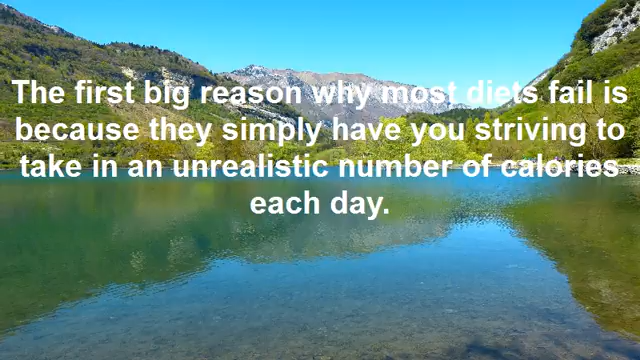 The first big reason why most diets fail is
because they simply have you striving to
take in an unrealistic number of calories
each day.